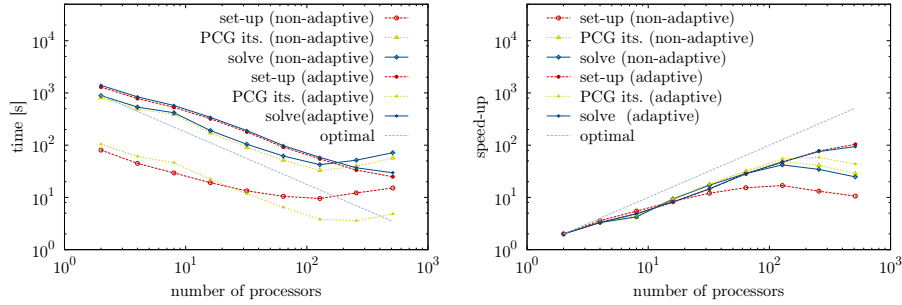 set-up (non-adaptive)
PCG its. (non-adaptive)
solve (non-adaptive)
set-up (adaptive)
PCG its. (adaptive)
solve(adaptive)
optimal
10^4
10^3
10^2
10^1
10^0
time [s]
10^0 10^1 10^2 10^3
number of processors
set-up (non-adaptive)
PCG its. (non-adaptive)
solve (non-adaptive)
set-up (adaptive)
PCG its. (adaptive)
solve (adaptive)
optimal
10^4
10^3
10^2
10^1
10^0
speed-up
10^0 10^1 10^2 10^3
number of processors